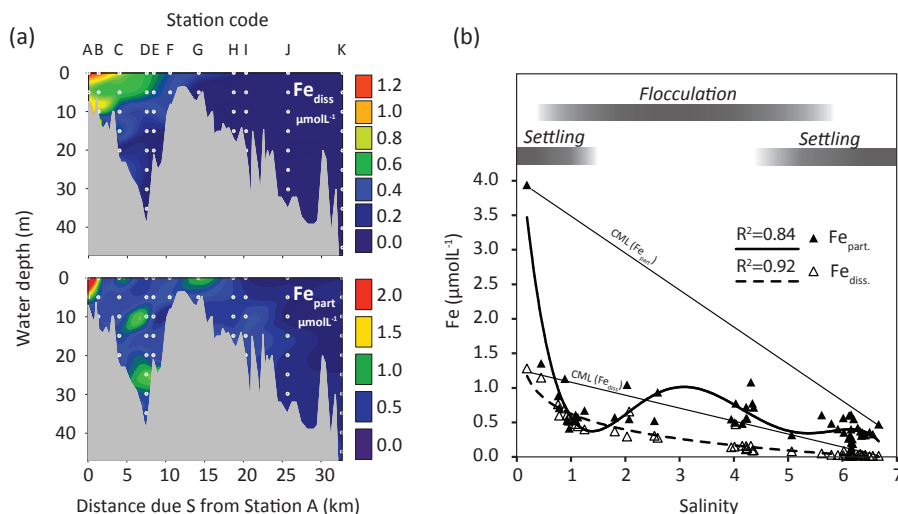 (a)
Station code
A B C D E F G H I J K
Fe diss
µmolL⁻¹
0
10
20
30
40
1.2
1.0
0.8
0.6
0.4
0.2
0.0
Fe part
µmolL⁻¹
0
10
20
30
40
2.0
1.5
1.0
0.5
0.0
Water depth (m)
0 5 10 15 20 25 30
Distance due S from Station A (km)
(b)
Flocculation
Settling Settling
4.0
3.5
3.0
2.5
2.0
1.5
1.0
0.5
0.0
Fe (µmolL⁻¹)
CML (Fe part)
R²=0.84 Fe part.
R²=0.92 Fe diss.
CML (Fe diss)
0 1 2 3 4 5 6 7
Salinity